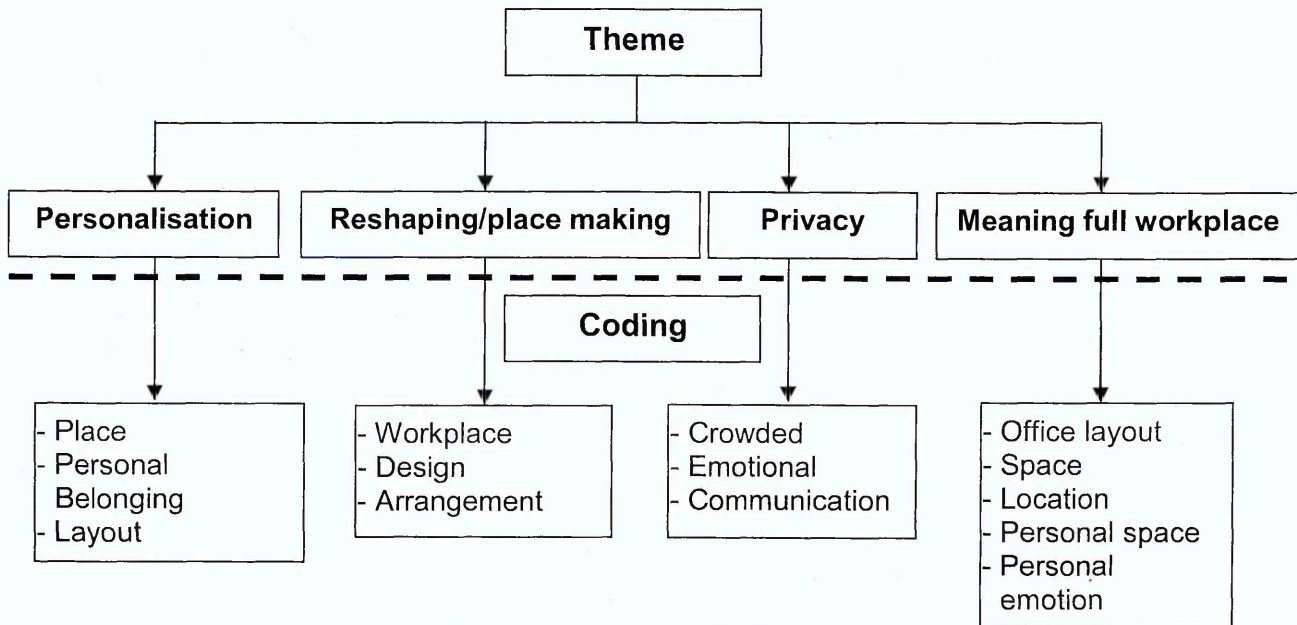 Theme
Personalisation
Reshaping/place making
Privacy
Meaning full workplace
Coding
- Place
- Personal
Belonging
- Layout
- Workplace
- Design
- Arrangement
- Crowded
- Emotional
- Communication
- Office layout
- Space
- Location
- Personal space
- Personal
emotion